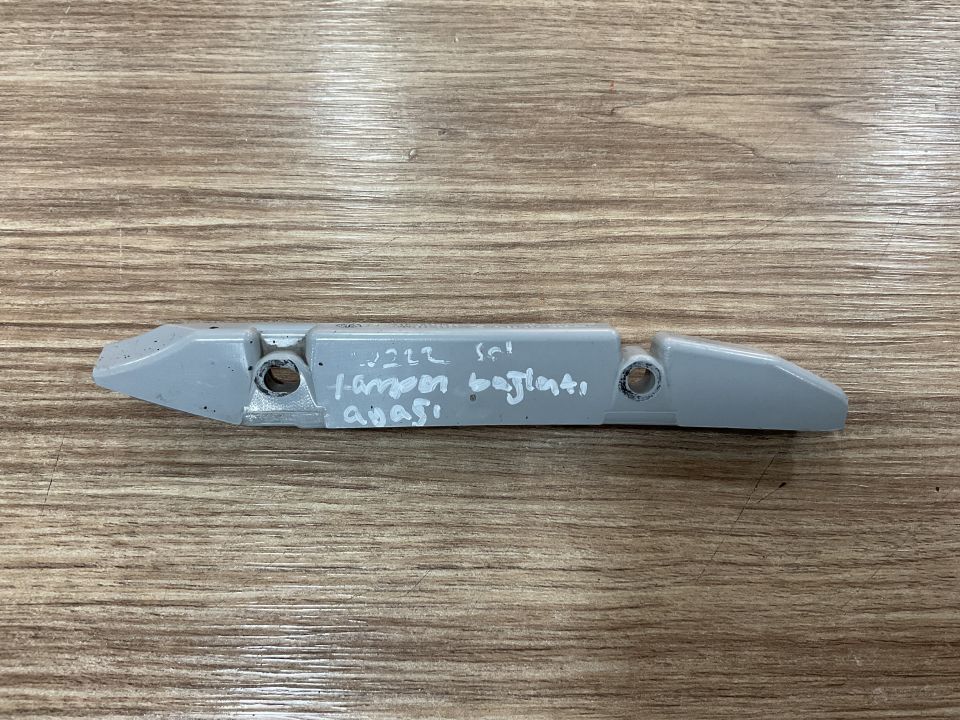 W222 sol
tampon bağlantı
ayağı